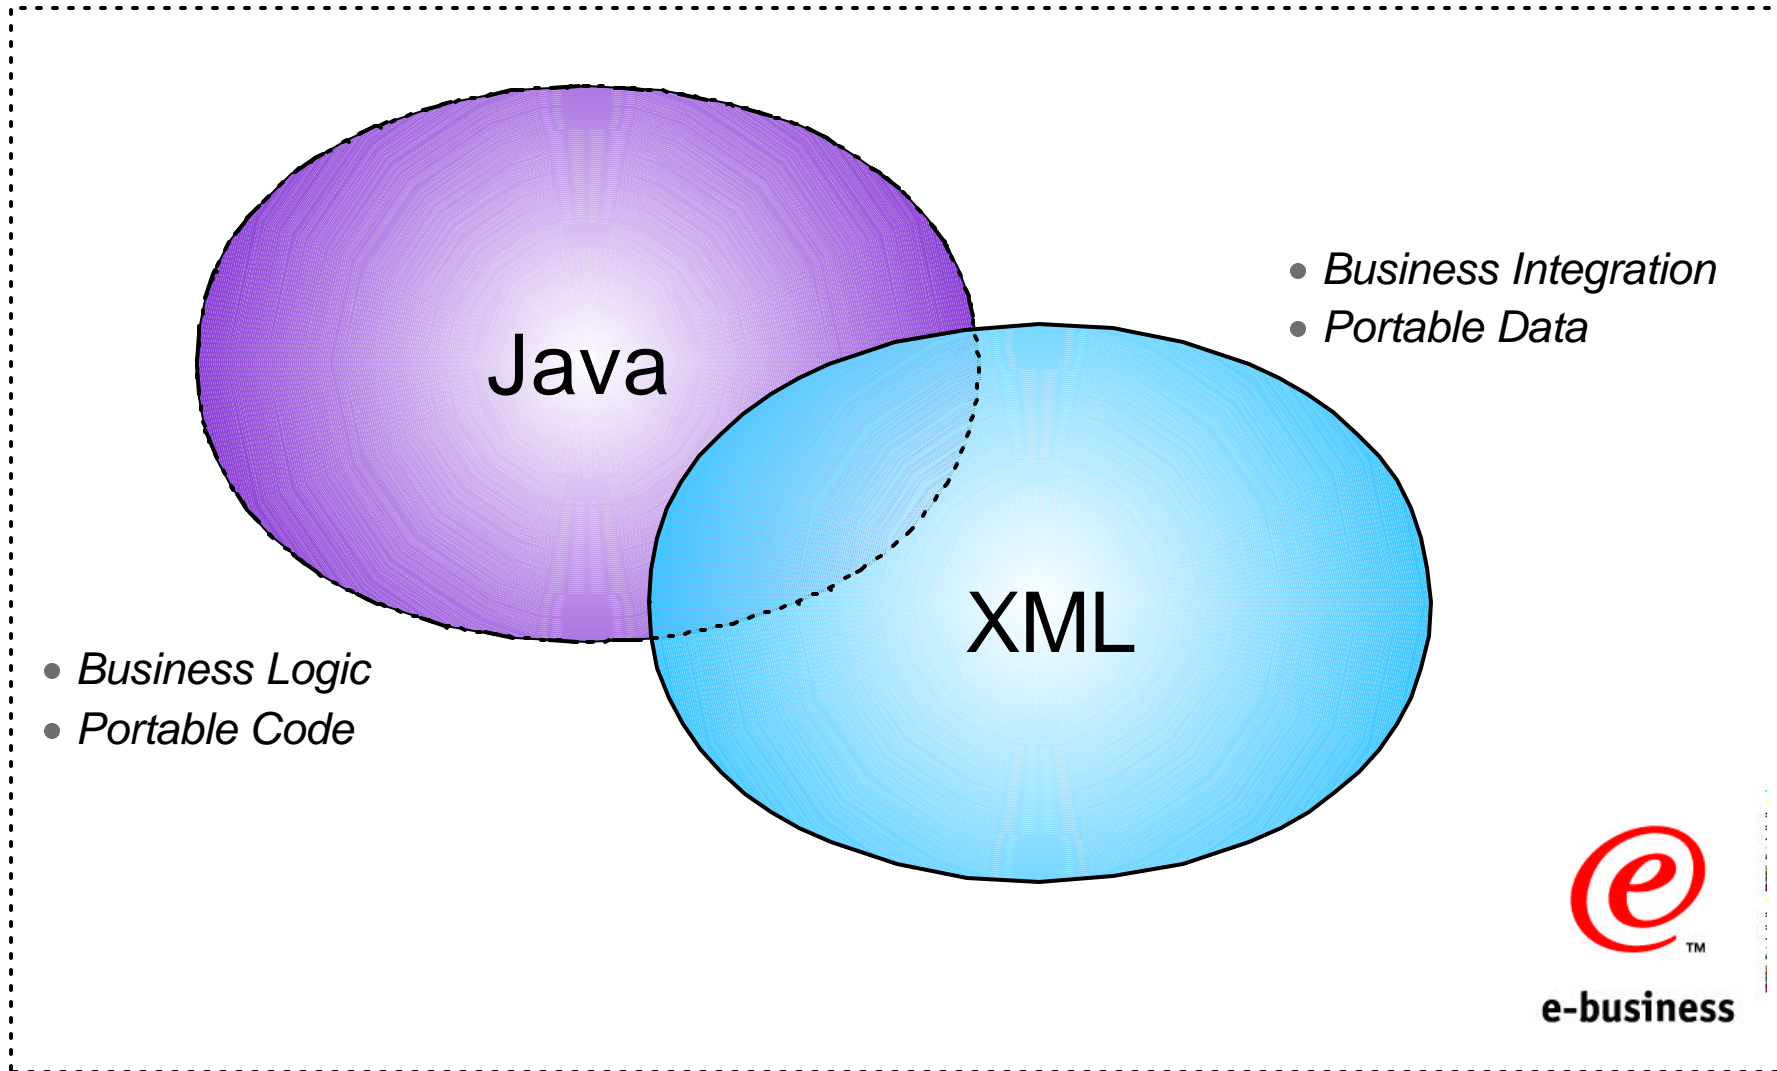 Java
• Business Integration
• Portable Data
XML
• Business Logic
• Portable Code
e
TM
e-business